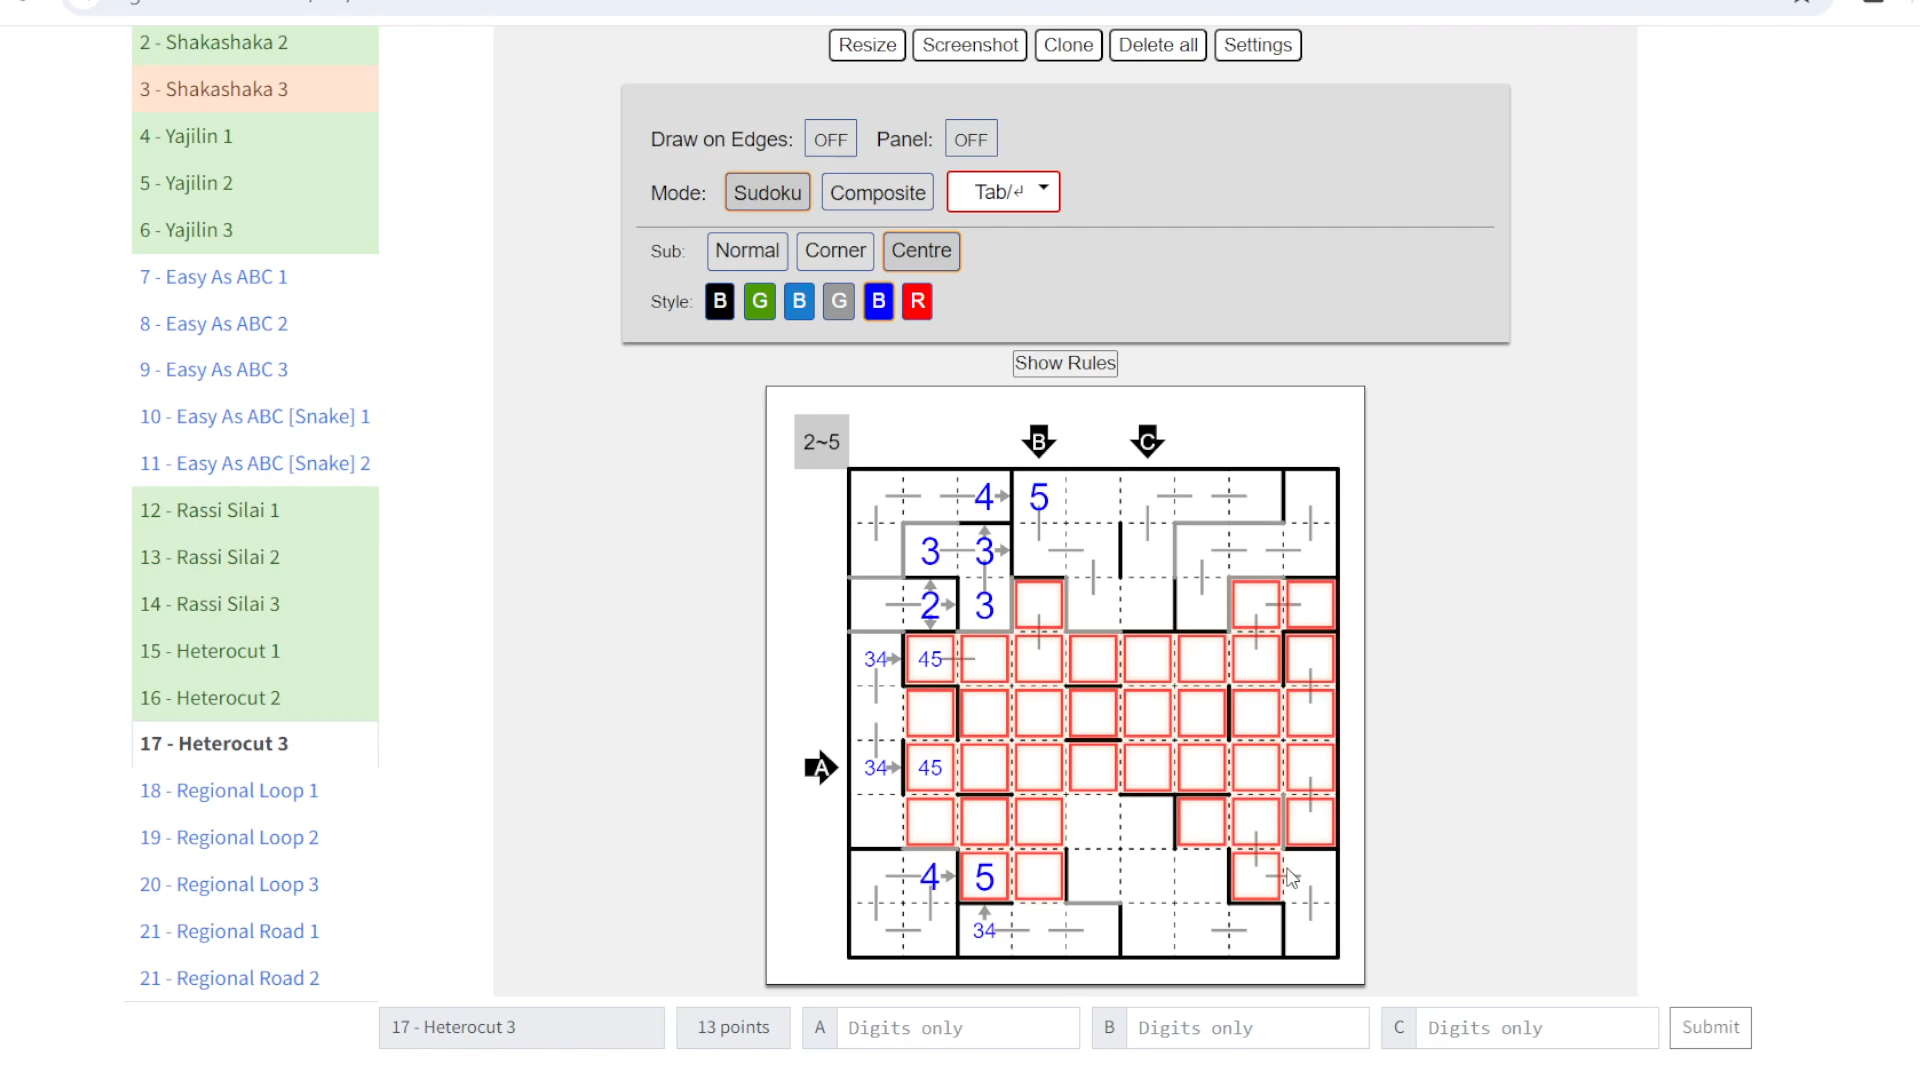 2 - Shakashaka 2
3 - Shakashaka 3
4 - Yajilin 1
5 - Yajilin 2
6 - Yajilin 3
7 - Easy As ABC 1
8 - Easy As ABC 2
9 - Easy As ABC 3
10 - Easy As ABC [Snake] 1
11 - Easy As ABC [Snake] 2
12 - Rassi Silai 1
13 - Rassi Silai 2
14 - Rassi Silai 3
15 - Heterocut 1
16 - Heterocut 2
17 - Heterocut 3
18 - Regional Loop 1
19 - Regional Loop 2
20 - Regional Loop 3
21 - Regional Road 1
21 - Regional Road 2
Resize Screenshot Clone Delete all Settings
Draw on Edges: OFF Panel: OFF
Mode: Sudoku Composite Tab/↵
Sub: Normal Corner Centre
Style: B G B G B R
Show Rules
2~5 B C
4 5
3 3
2 3
34 45
A 34 45
4 5
34
17 - Heterocut 3 13 points A Digits only B Digits only C Digits only Submit